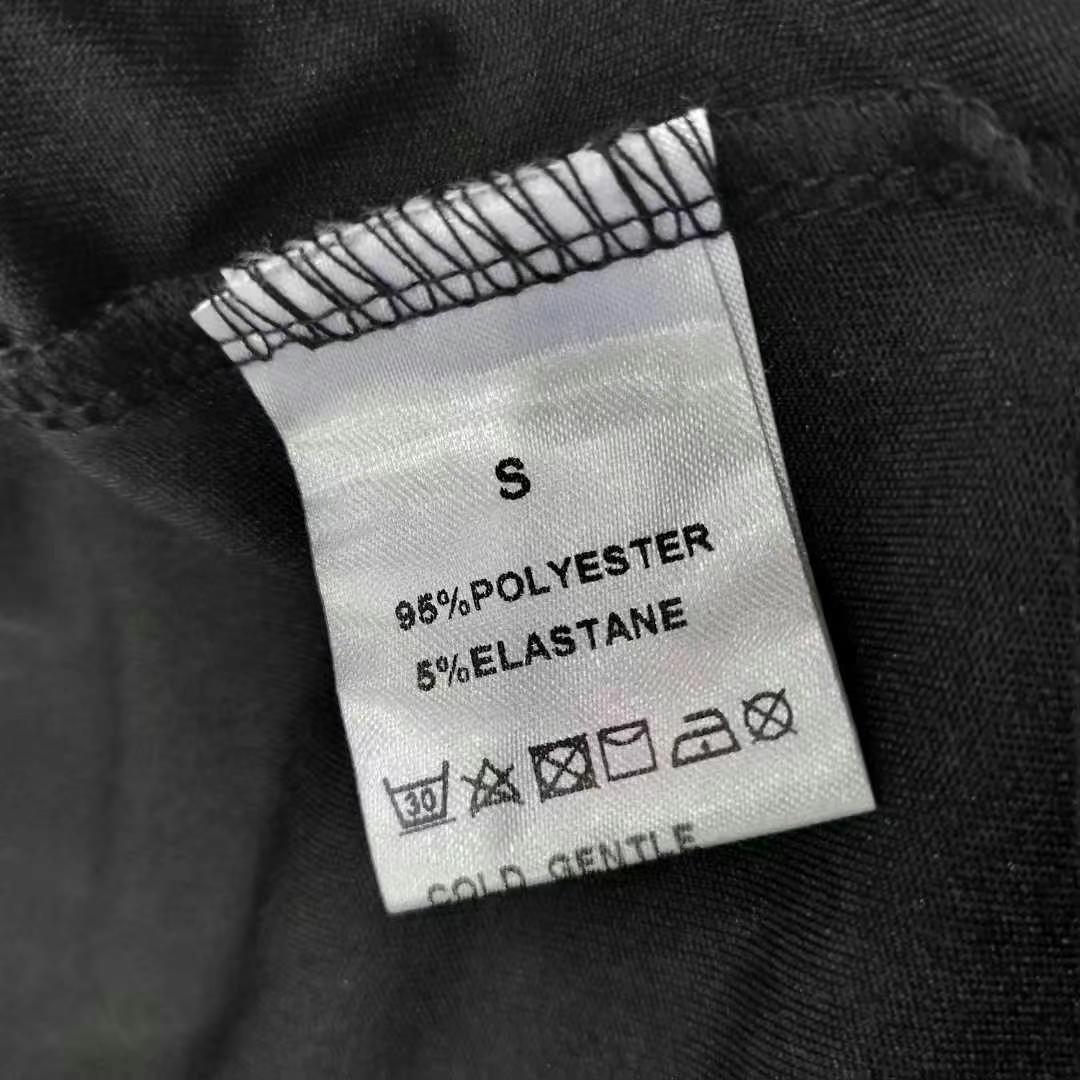 S
95%POLYESTER
5%ELASTANE
30
COLD GENTLE